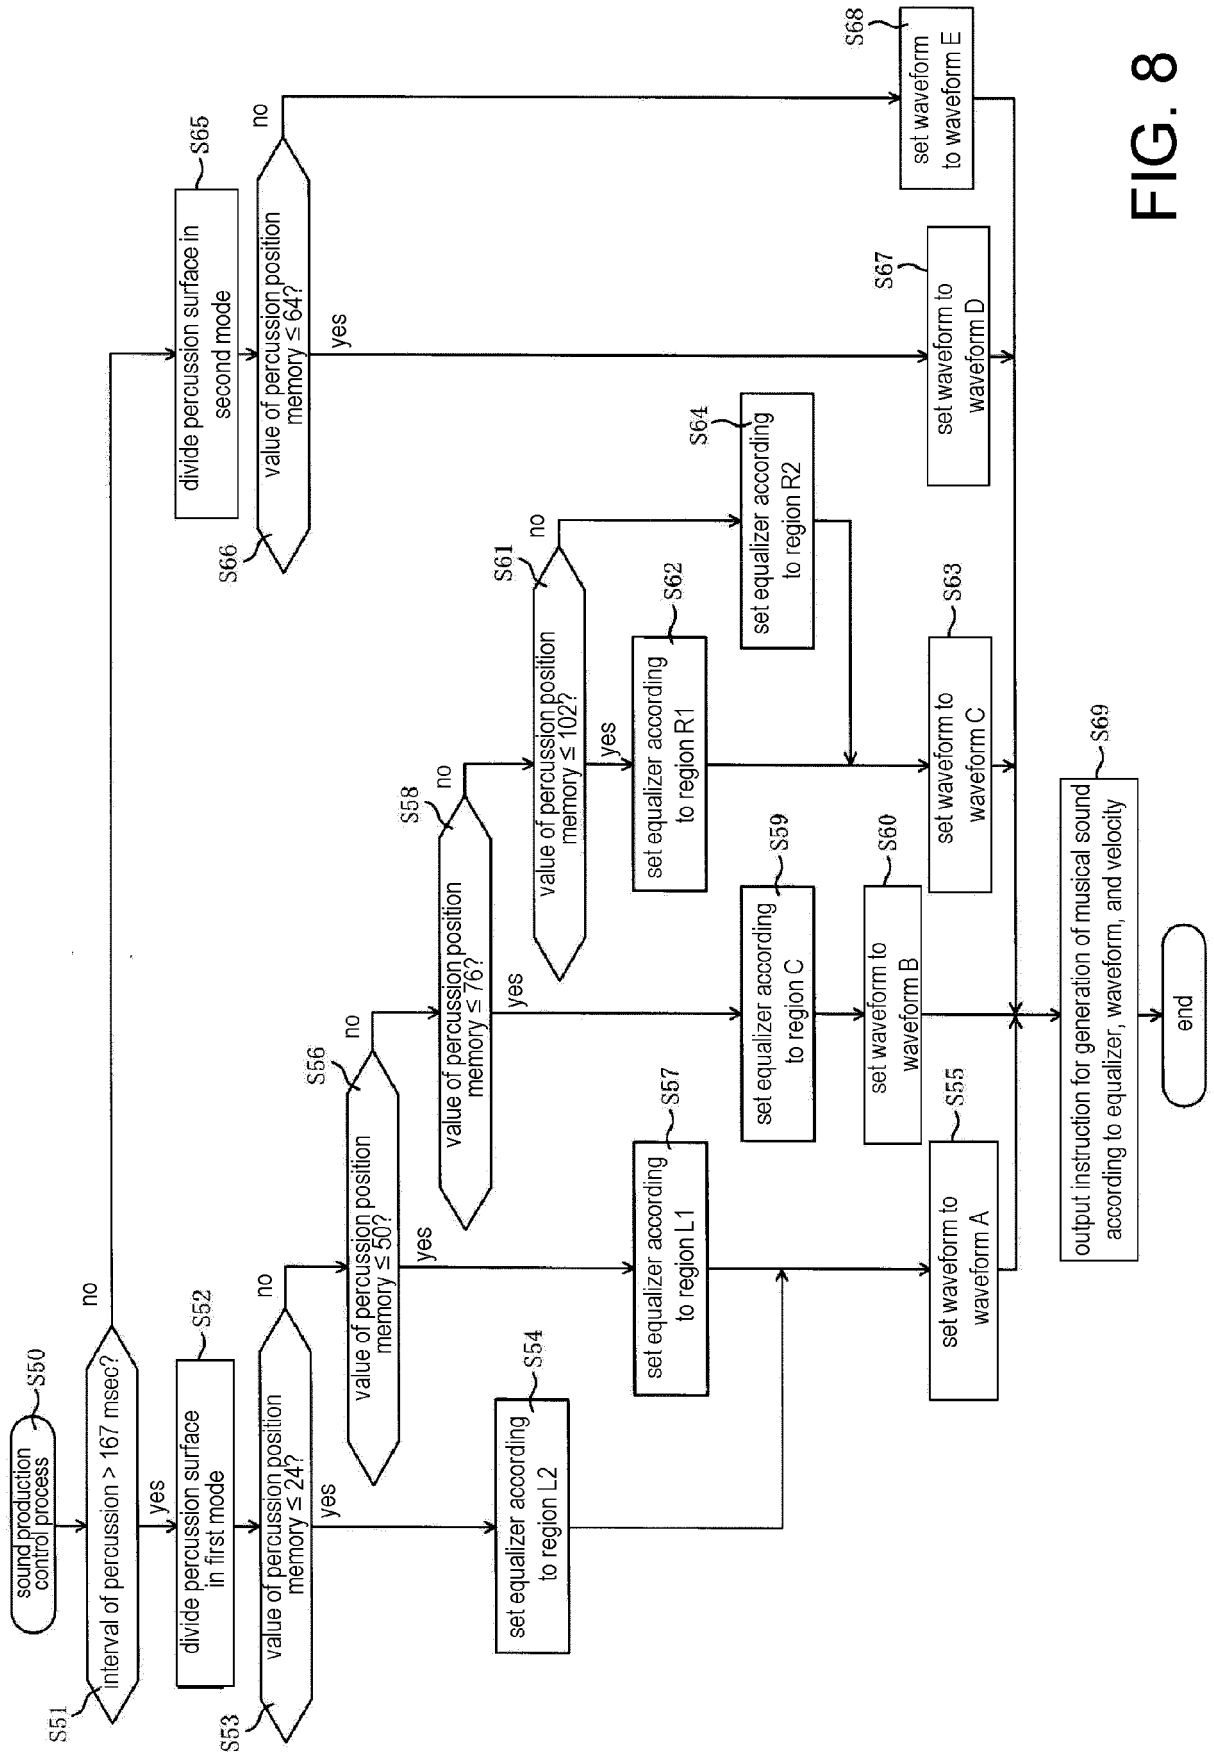 sound production
control process
S50
S51
interval of percussion > 167 msec?
no
yes
S52
divide percussion surface
in first mode
S53
value of percussion position
memory ≤ 24?
no
yes
S54
set equalizer according
to region L2
S56
value of percussion position
memory ≤ 50?
no
yes
S57
set equalizer according
to region L1
S55
set waveform to
waveform A
S58
value of percussion position
memory ≤ 76?
no
yes
S59
set equalizer according
to region C
S60
set waveform to
waveform B
S61
value of percussion position
memory ≤ 102?
no
yes
S62
set equalizer according
to region R1
S64
set equalizer according
to region R2
S63
set waveform to
waveform C
S65
divide percussion surface in
second mode
S66
value of percussion position
memory ≤ 64?
no
yes
S67
set waveform to
waveform D
S68
set waveform
to waveform E
S69
output instruction for generation of musical sound
according to equalizer, waveform, and velocity
end
FIG. 8